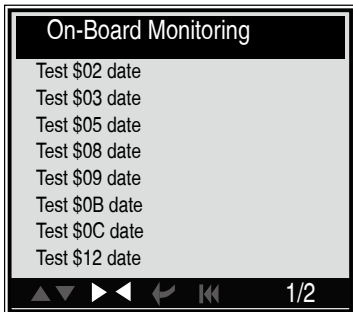 On-Board Monitoring
Test $02 date
Test $03 date
Test $05 date
Test $08 date
Test $09 date
Test $0B date
Test $0C date
Test $12 date
1/2